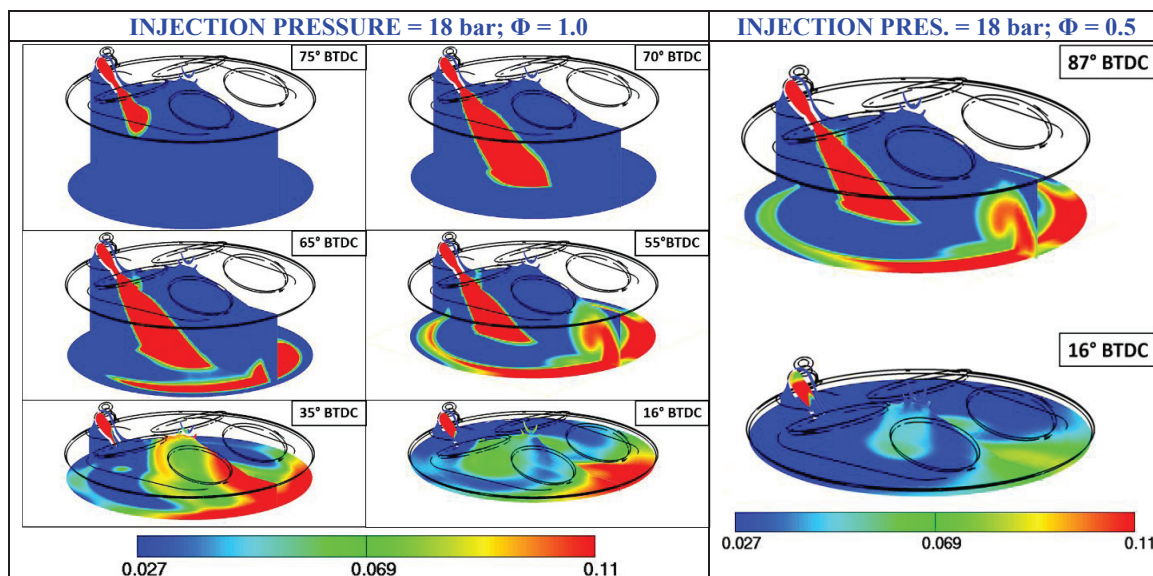 INJECTION PRESSURE = 18 bar; Φ = 1.0
75° BTDC
70° BTDC
65° BTDC
55°BTDC
35° BTDC
16° BTDC
0.027 0.069 0.11
INJECTION PRES. = 18 bar; Φ = 0.5
87° BTDC
16° BTDC
0.027 0.069 0.11